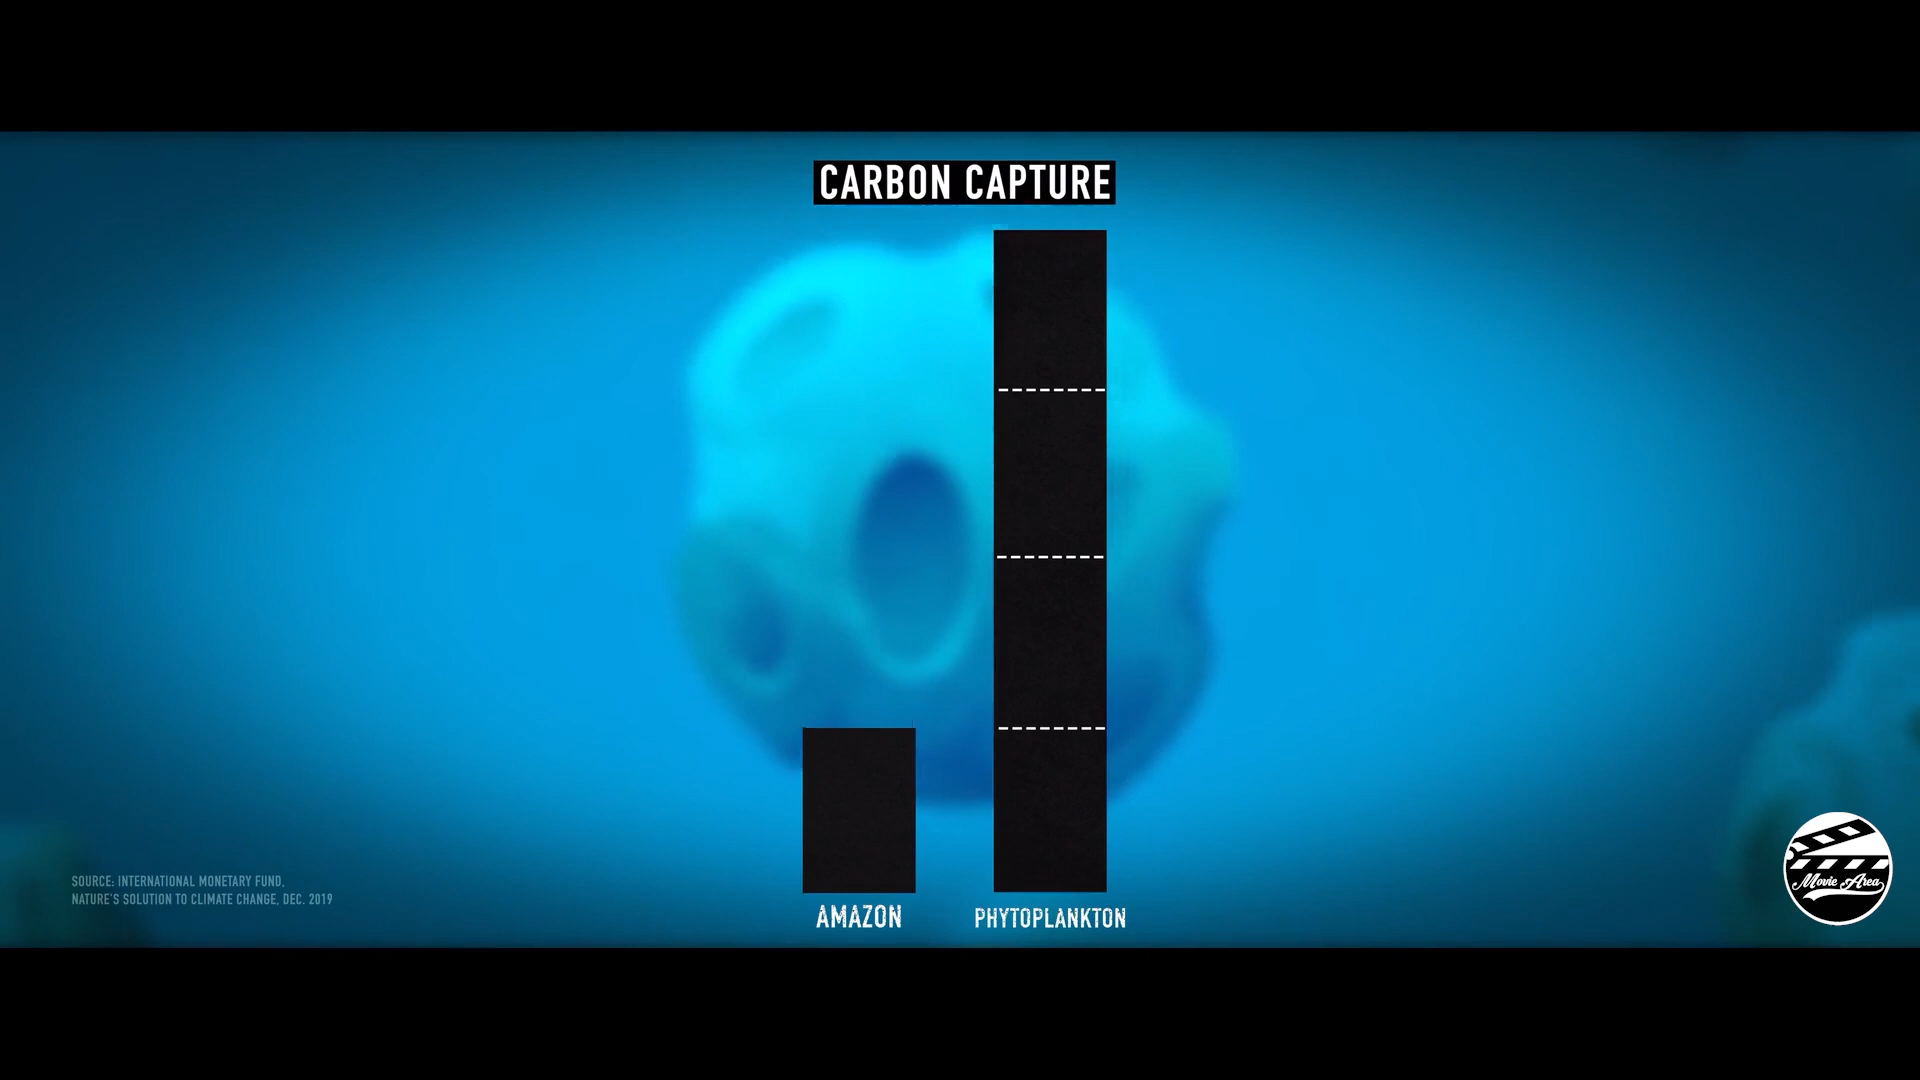 CARBON CAPTURE
AMAZON
PHYTOPLANKTON
SOURCE: INTERNATIONAL MONETARY FUND,
NATURE'S SOLUTION TO CLIMATE CHANGE, DEC. 2019
Movie Area